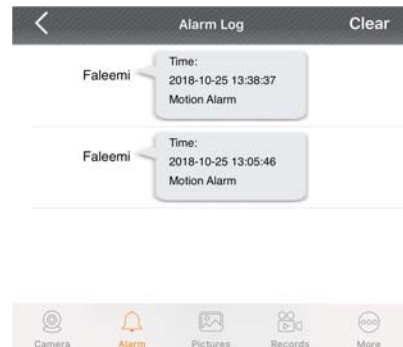 Alarm Log Clear
Faleemi
Time:
2018-10-25 13:38:37
Motion Alarm
Faleemi
Time:
2018-10-25 13:05:46
Motion Alarm
Camera Alarm Pictures Records More